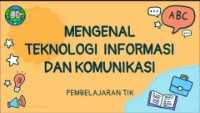 ABC
MENGENAL
TEKNOLOGI INFORMASI
DAN KOMUNIKASI
PEMBELAJARAN TIK